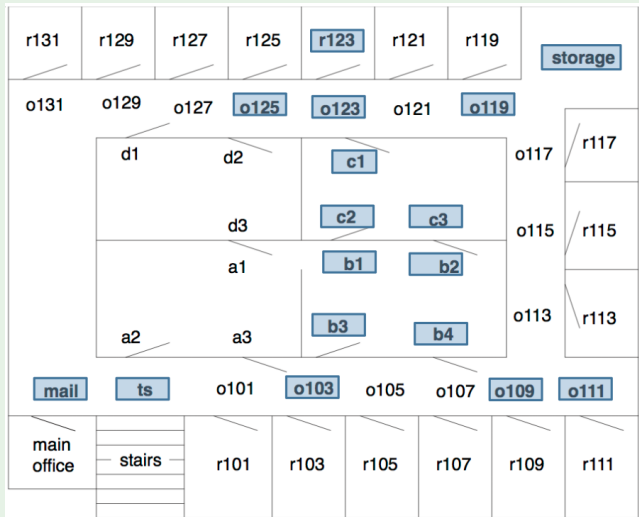 r131 r129 r127 r125 r123 r121 r119
storage
o131 o129 o127 o125 o123 o121 o119
r117
d1 d2 c1 o117
d3 c2 c3 o115 r115
a1 b1 b2
o113 r113
a2 a3 b3 b4
mail ts o101 o103 o105 o107 o109 o111
main
office
stairs r101 r103 r105 r107 r109 r111